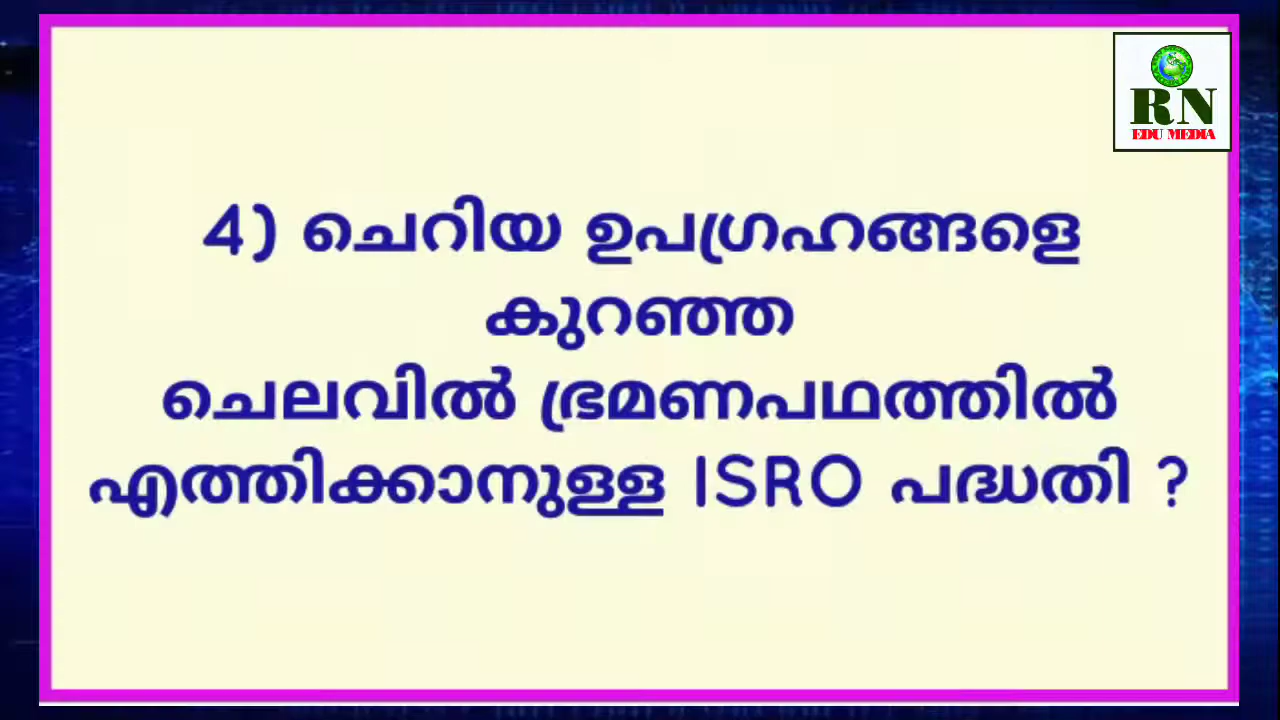 RN
EDU MEDIA
4) ചെറിയ ഉപഗ്രഹങ്ങളെ
കുറഞ്ഞ
ചെലവിൽ ഭ്രമണപഥത്തിൽ
എത്തിക്കാനുള്ള ISRO പദ്ധതി ?